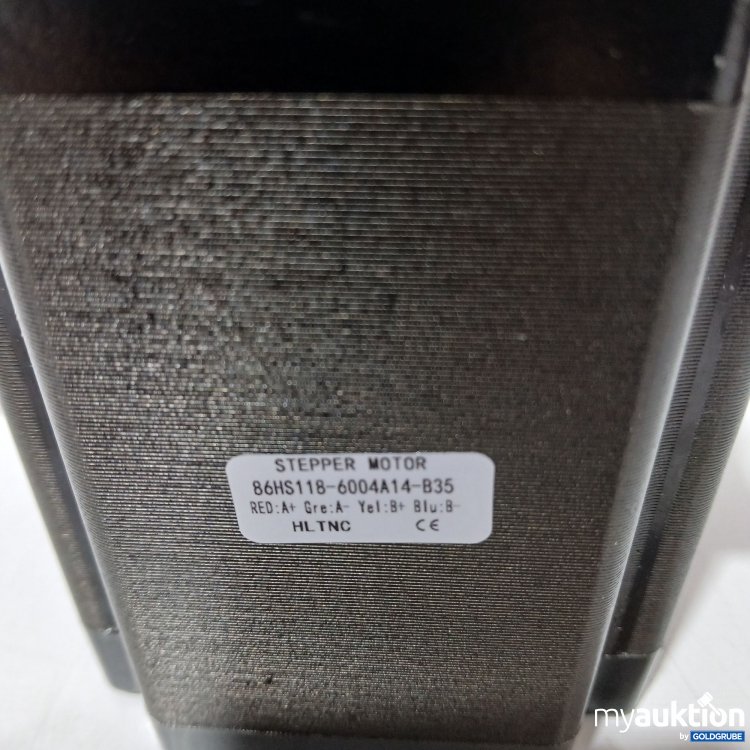 STEPPER MOTOR
86HS118-6004A14-B35
RED:A+ Gre:A- Yel:B+ Blu:B-
HLTNC CE
myauktion
by GOLDGRUBE